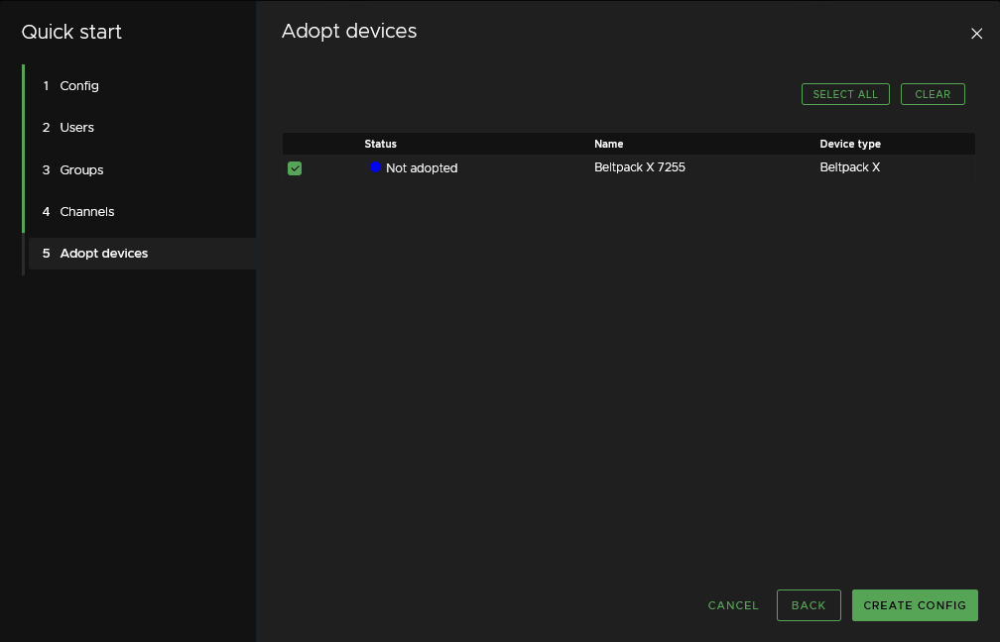 Quick start
1 Config
2 Users
3 Groups
4 Channels
5 Adopt devices
Adopt devices
SELECT ALL CLEAR
Status Name Device type
Not adopted Beltpack X 7255 Beltpack X
CANCEL BACK CREATE CONFIG